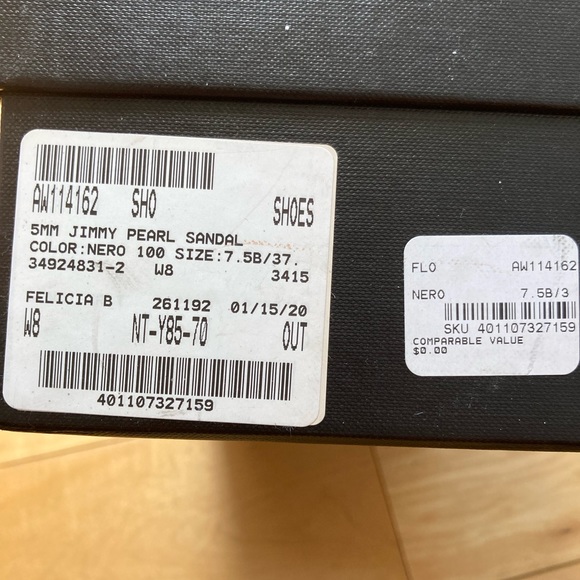 AW114162 SHO SHOES
5MM JIMMY PEARL SANDAL
COLOR:NERO 100 SIZE:7.5B/37.
34924831-2 W8 3415
FELICIA B 261192 01/15/20
W8 NT-Y85-70 OUT
401107327159
FLO AW114162
NERO 7.5B/3
SKU 401107327159
COMPARABLE VALUE
$0.00